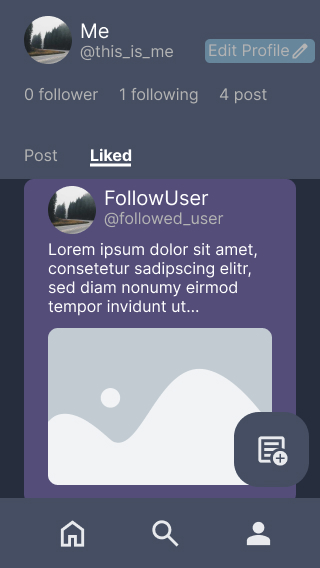 Me
@this_is_me
Edit Profile
0 follower 1 following 4 post
Post Liked
FollowUser
@followed_user
Lorem ipsum dolor sit amet,
consetetur sadipscing elitr,
sed diam nonumy eirmod
tempor invidunt ut...